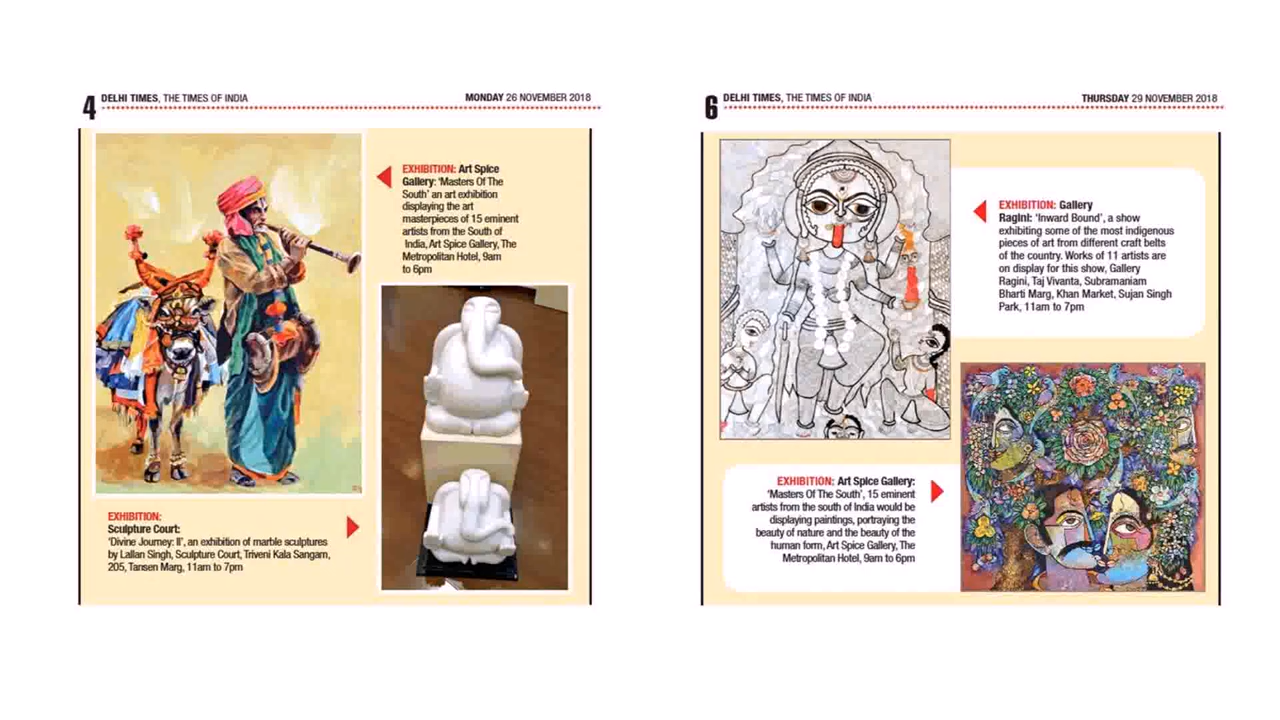 4
DELHI TIMES, THE TIMES OF INDIA
MONDAY 26 NOVEMBER 2018
EXHIBITION: Art Spice
Gallery: 'Masters Of The
South' an art exhibition
displaying the art
masterpieces of 15 eminent
artists from the South of
India, Art Spice Gallery, The
Metropolitan Hotel, 9am
to 6pm
EXHIBITION:
Sculpture Court:
'Divine Journey: II', an exhibition of marble sculptures
by Lallan Singh, Sculpture Court, Triveni Kala Sangam,
205, Tansen Marg, 11am to 7pm
6
DELHI TIMES, THE TIMES OF INDIA
THURSDAY 29 NOVEMBER 2018
EXHIBITION: Gallery
Ragini: 'Inward Bound', a show
exhibiting some of the most indigenous
pieces of art from different craft belts
of the country. Works of 11 artists are
on display for this show, Gallery
Ragini, Taj Vivanta, Subramaniam
Bharti Marg, Khan Market, Sujan Singh
Park, 11am to 7pm
EXHIBITION: Art Spice Gallery:
'Masters Of The South', 15 eminent
artists from the south of India would be
displaying paintings, portraying the
beauty of nature and the beauty of the
human form, Art Spice Gallery, The
Metropolitan Hotel, 9am to 6pm